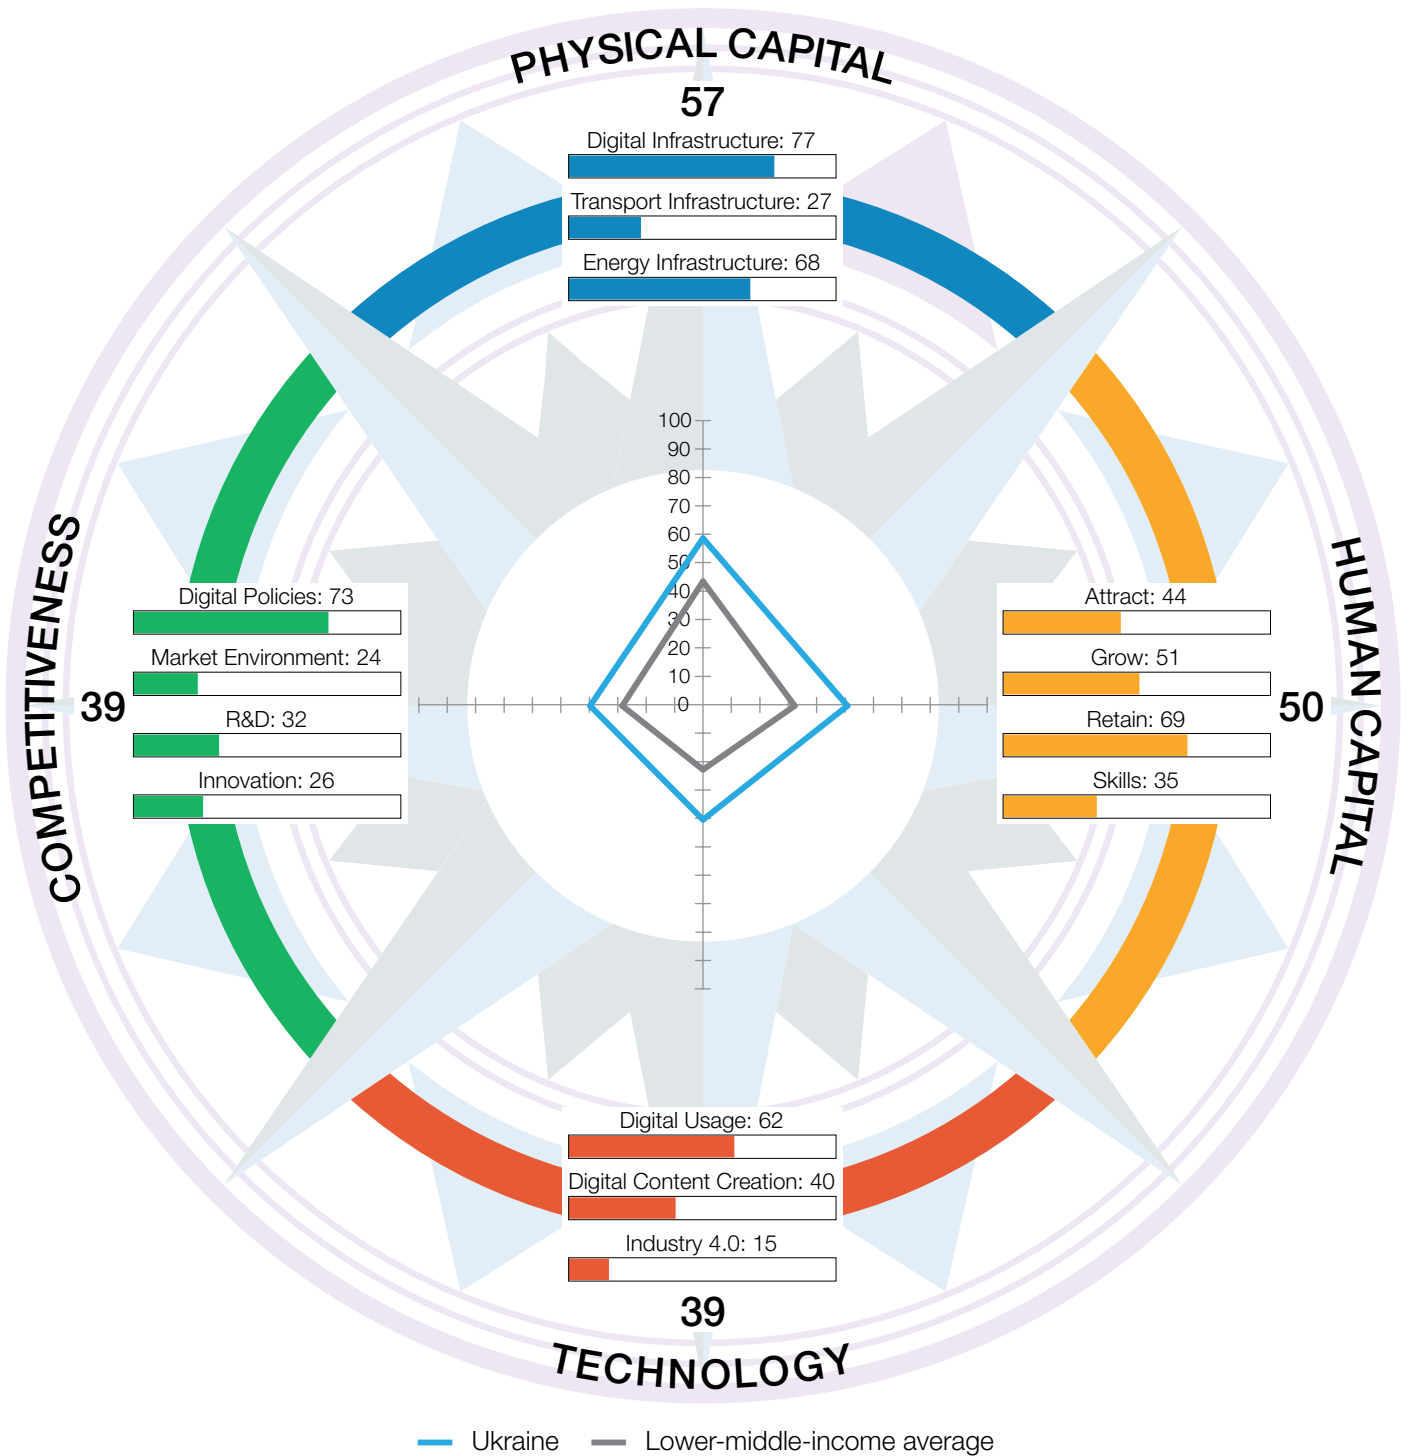 PHYSICAL CAPITAL
57
Digital Infrastructure: 77
Transport Infrastructure: 27
Energy Infrastructure: 68
100
90
80
70
60
50
40
30
20
10
0
COMPETITIVENESS
39
Digital Policies: 73
Market Environment: 24
R&D: 32
Innovation: 26
HUMAN CAPITAL
50
Attract: 44
Grow: 51
Retain: 69
Skills: 35
Digital Usage: 62
Digital Content Creation: 40
Industry 4.0: 15
39
TECHNOLOGY
Ukraine
Lower-middle-income average